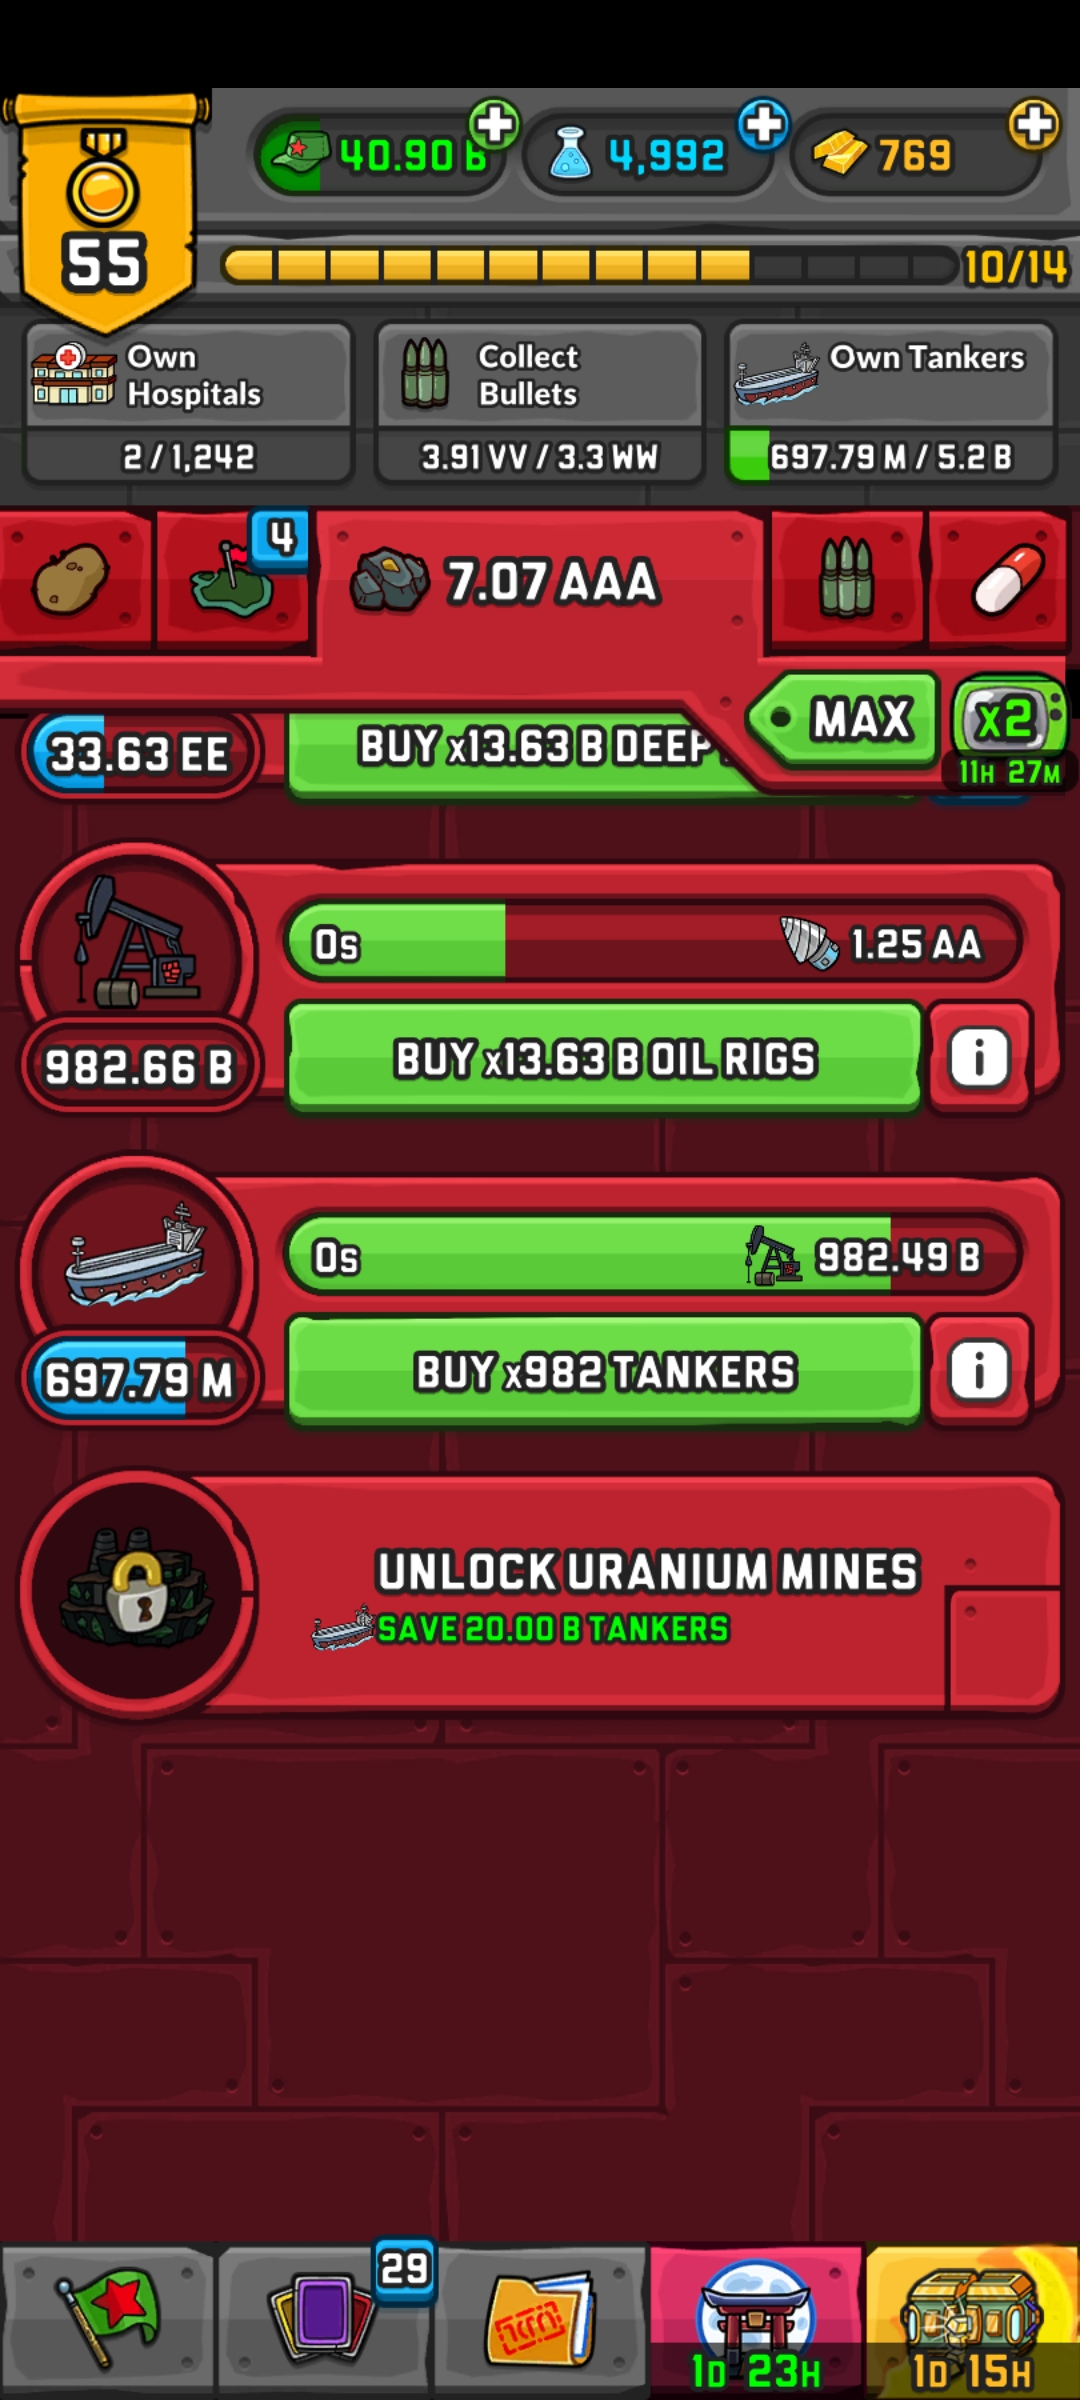 55
40.90 B
4,992
769
10/14
Own
Hospitals
2 / 1,242
Collect
Bullets
3.91 VV / 3.3 WW
Own Tankers
697.79 M / 5.2 B
4
7.07 AAA
MAX
x2
11H 27M
33.63 EE
BUY x13.63 B DEEP
0s
1.25 AA
982.66 B
BUY x13.63 B OIL RIGS
i
0s
982.49 B
697.79 M
BUY x982 TANKERS
i
UNLOCK URANIUM MINES
SAVE 20.00 B TANKERS
29
1D 23H
1D 15H